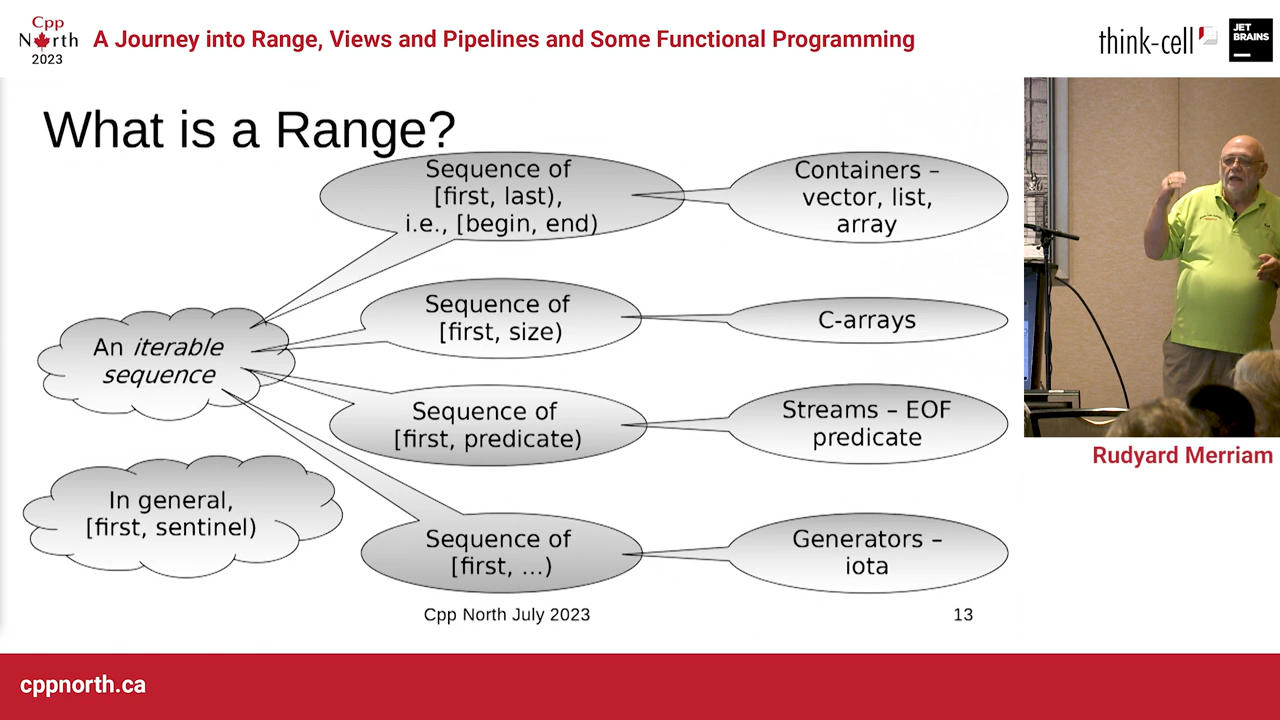 Cpp
North
2023
A Journey into Range, Views and Pipelines and Some Functional Programming
think-cell
JET
BRAINS
What is a Range?
Sequence of
[first, last),
i.e., [begin, end)
Containers –
vector, list,
array
Sequence of
[first, size)
C-arrays
An iterable
sequence
Sequence of
[first, predicate)
Streams – EOF
predicate
In general,
[first, sentinel)
Sequence of
[first, ...)
Generators –
iota
Cpp North July 2023
13
Rudyard Merriam
cppnorth.ca